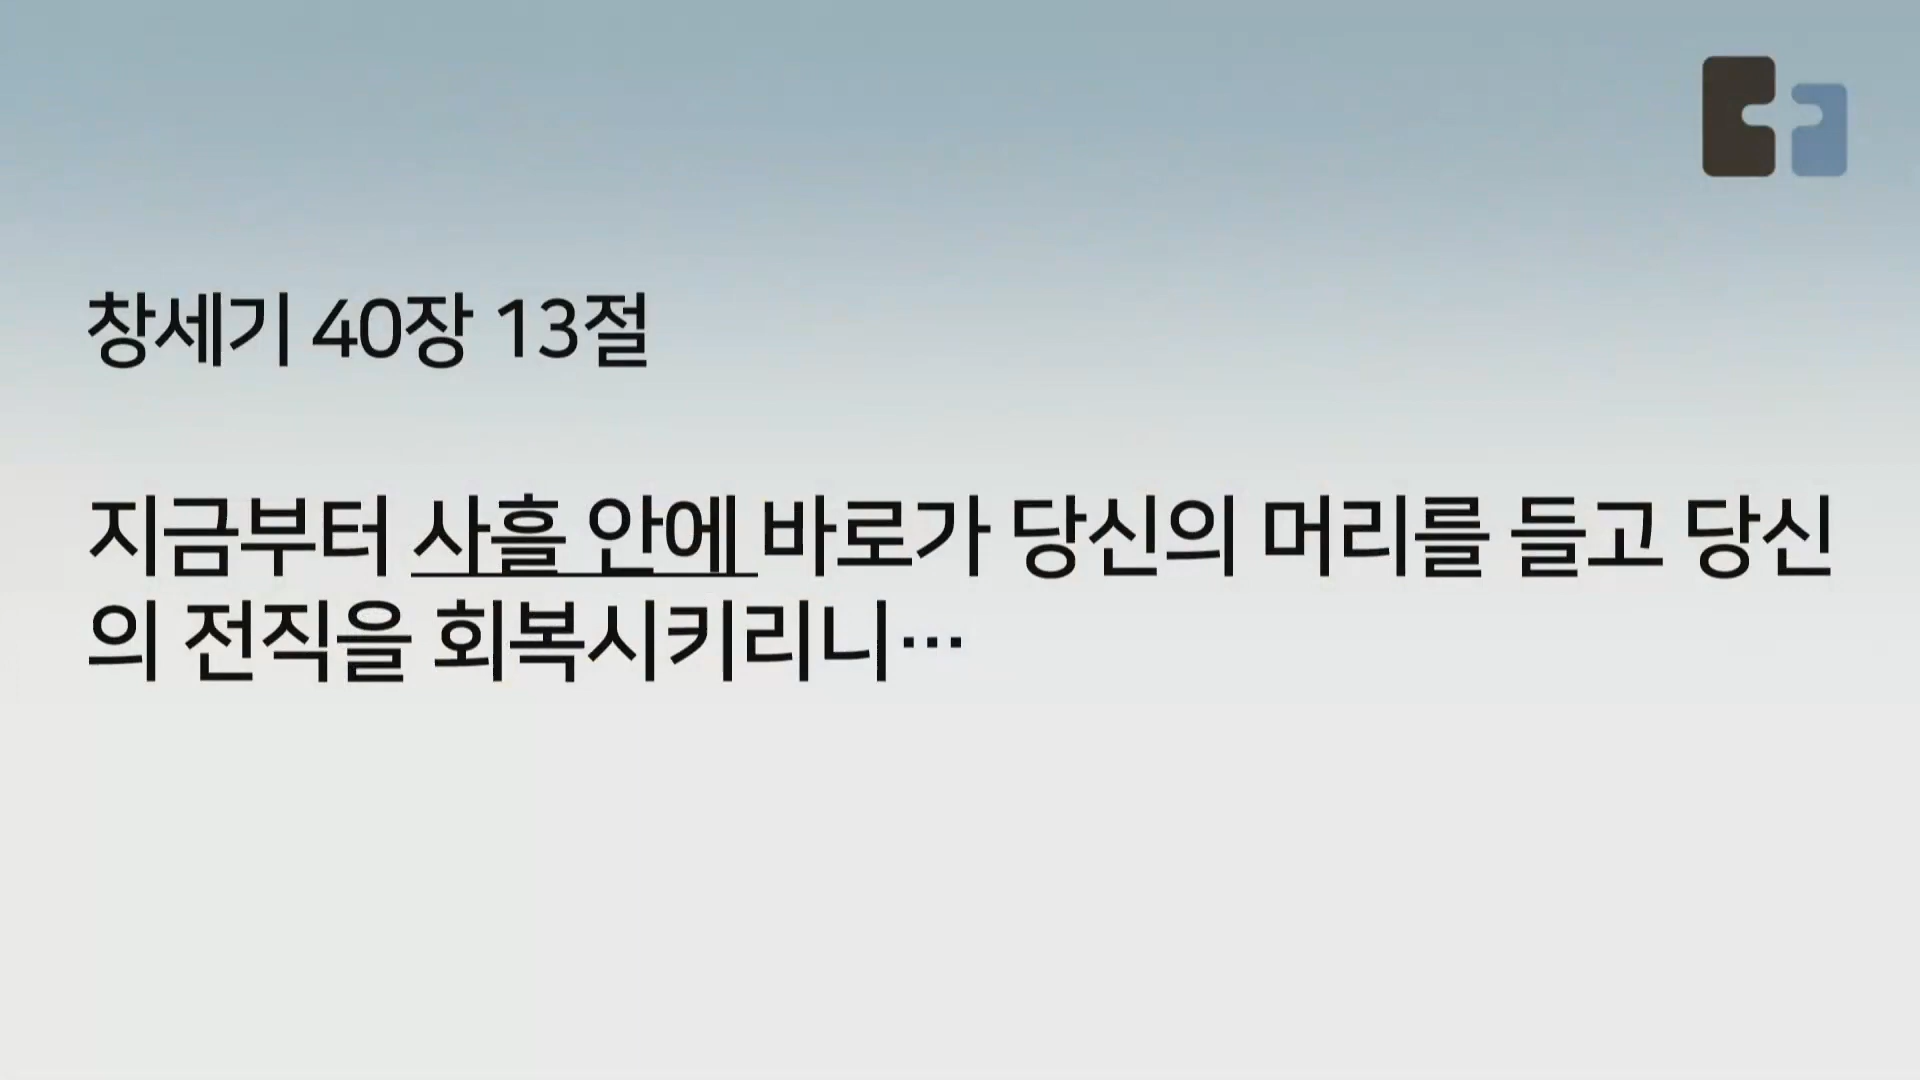 창세기 40장 13절
지금부터 사흘 안에 바로가 당신의 머리를 들고 당신
의 전직을 회복시키리니…